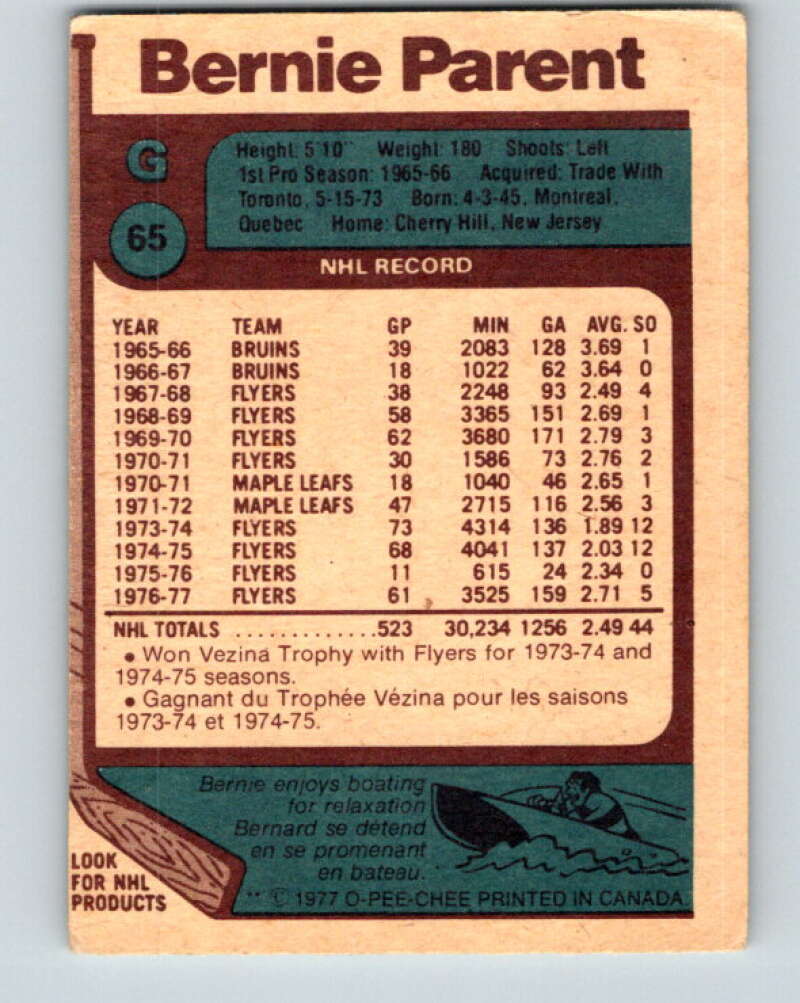 Bernie Parent
G
65
Height: 5'10" Weight: 180 Shoots: Left
1st Pro Season: 1965-66 Acquired: Trade With
Toronto, 5-15-73 Born: 4-3-45, Montreal,
Quebec Home: Cherry Hill, New Jersey
NHL RECORD
YEAR TEAM GP MIN GA AVG. SO
1965-66 BRUINS 39 2083 128 3.69 1
1966-67 BRUINS 18 1022 62 3.64 0
1967-68 FLYERS 38 2248 93 2.49 4
1968-69 FLYERS 58 3365 151 2.69 1
1969-70 FLYERS 62 3680 171 2.79 3
1970-71 FLYERS 30 1586 73 2.76 2
1970-71 MAPLE LEAFS 18 1040 46 2.65 1
1971-72 MAPLE LEAFS 47 2715 116 2.56 3
1973-74 FLYERS 73 4314 136 1.89 12
1974-75 FLYERS 68 4041 137 2.03 12
1975-76 FLYERS 11 615 24 2.34 0
1976-77 FLYERS 61 3525 159 2.71 5
NHL TOTALS .............523 30,234 1256 2.49 44
• Won Vezina Trophy with Flyers for 1973-74 and
1974-75 seasons.
• Gagnant du Trophée Vézina pour les saisons
1973-74 et 1974-75.
Bernie enjoys boating
for relaxation
Bernard se détend
en se promenant
en bateau.
LOOK
FOR NHL
PRODUCTS
** © 1977 O-PEE-CHEE PRINTED IN CANADA